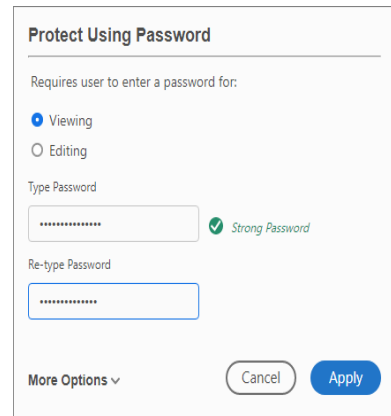 Protect Using Password
Requires user to enter a password for:
Viewing
Editing
Type Password
•••••••••••••••
Strong Password
Re-type Password
••••••••••••••
More Options
Cancel
Apply